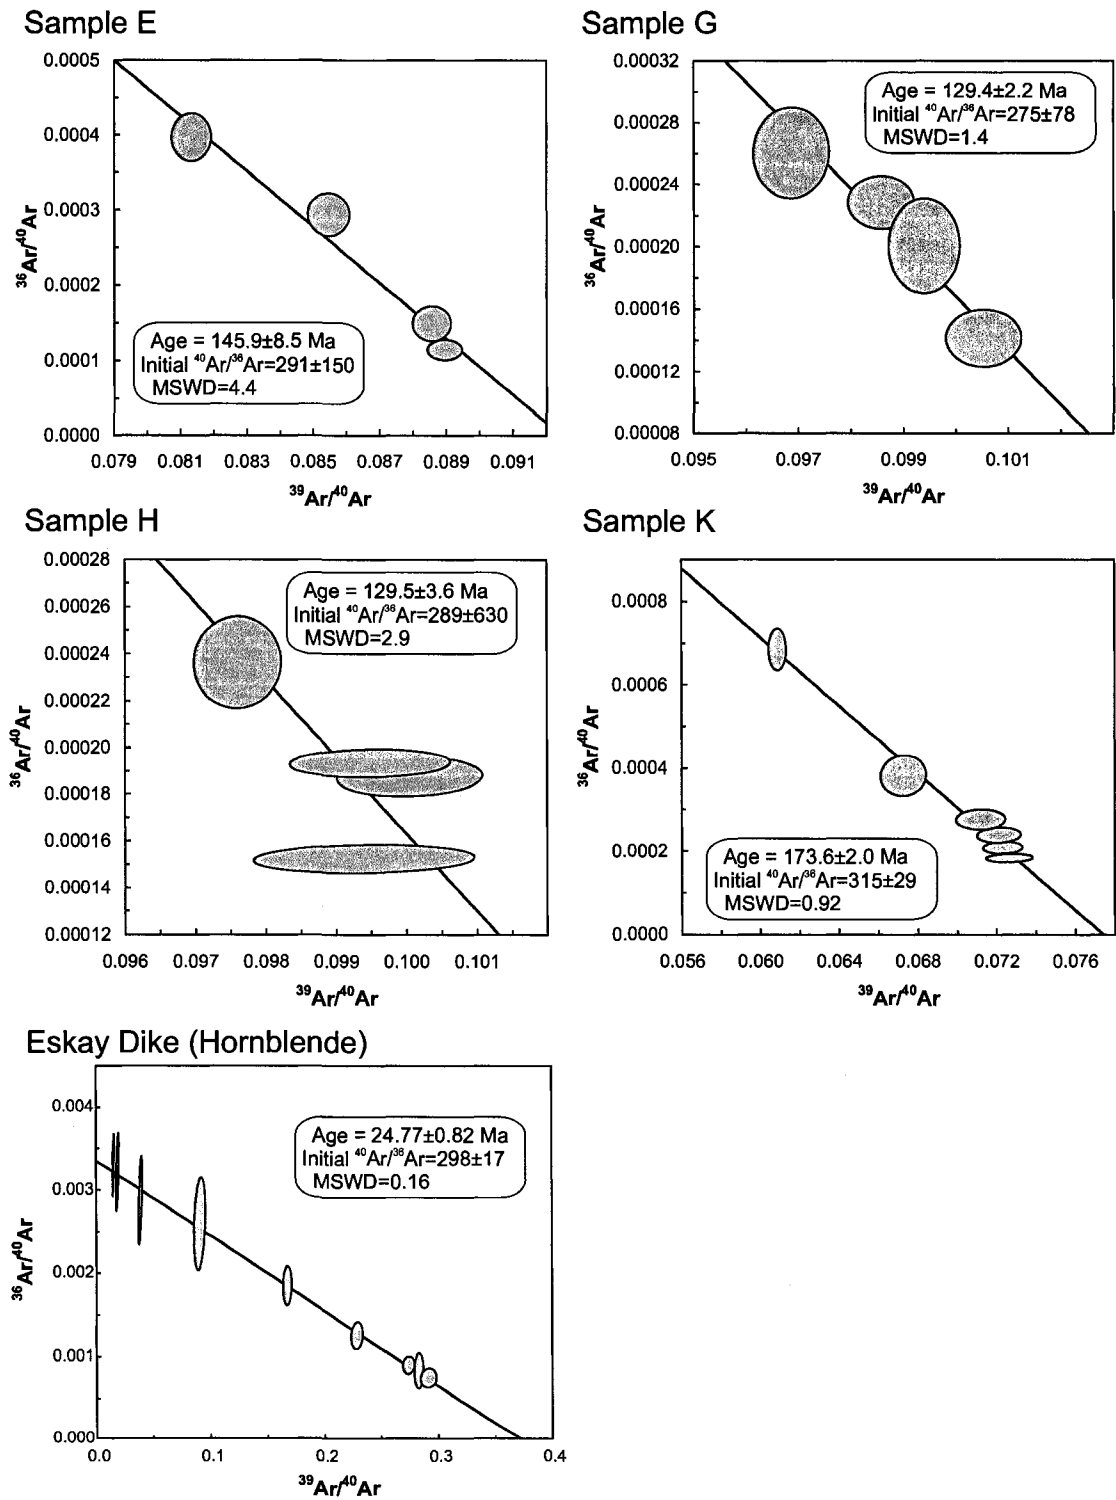 Sample E
0.0005
0.0004
0.0003
0.0002
0.0001
0.0000
³⁶Ar/⁴⁰Ar
Age = 145.9±8.5 Ma
Initial ⁴⁰Ar/³⁶Ar=291±150
MSWD=4.4
0.079 0.081 0.083 0.085 0.087 0.089 0.091
³⁹Ar/⁴⁰Ar
Sample G
0.00032
0.00028
0.00024
0.00020
0.00016
0.00012
0.00008
³⁶Ar/⁴⁰Ar
Age = 129.4±2.2 Ma
Initial ⁴⁰Ar/³⁶Ar=275±78
MSWD=1.4
0.095 0.097 0.099 0.101
³⁹Ar/⁴⁰Ar
Sample H
0.00028
0.00026
0.00024
0.00022
0.00020
0.00018
0.00016
0.00014
0.00012
³⁶Ar/⁴⁰Ar
Age = 129.5±3.6 Ma
Initial ⁴⁰Ar/³⁶Ar=289±630
MSWD=2.9
0.096 0.097 0.098 0.099 0.100 0.101
³⁹Ar/⁴⁰Ar
Sample K
0.0008
0.0006
0.0004
0.0002
0.0000
³⁶Ar/⁴⁰Ar
Age = 173.6±2.0 Ma
Initial ⁴⁰Ar/³⁶Ar=315±29
MSWD=0.92
0.056 0.060 0.064 0.068 0.072 0.076
³⁹Ar/⁴⁰Ar
Eskay Dike (Hornblende)
0.004
0.003
0.002
0.001
0.000
³⁶Ar/⁴⁰Ar
Age = 24.77±0.82 Ma
Initial ⁴⁰Ar/³⁶Ar=298±17
MSWD=0.16
0.0 0.1 0.2 0.3 0.4
³⁹Ar/⁴⁰Ar